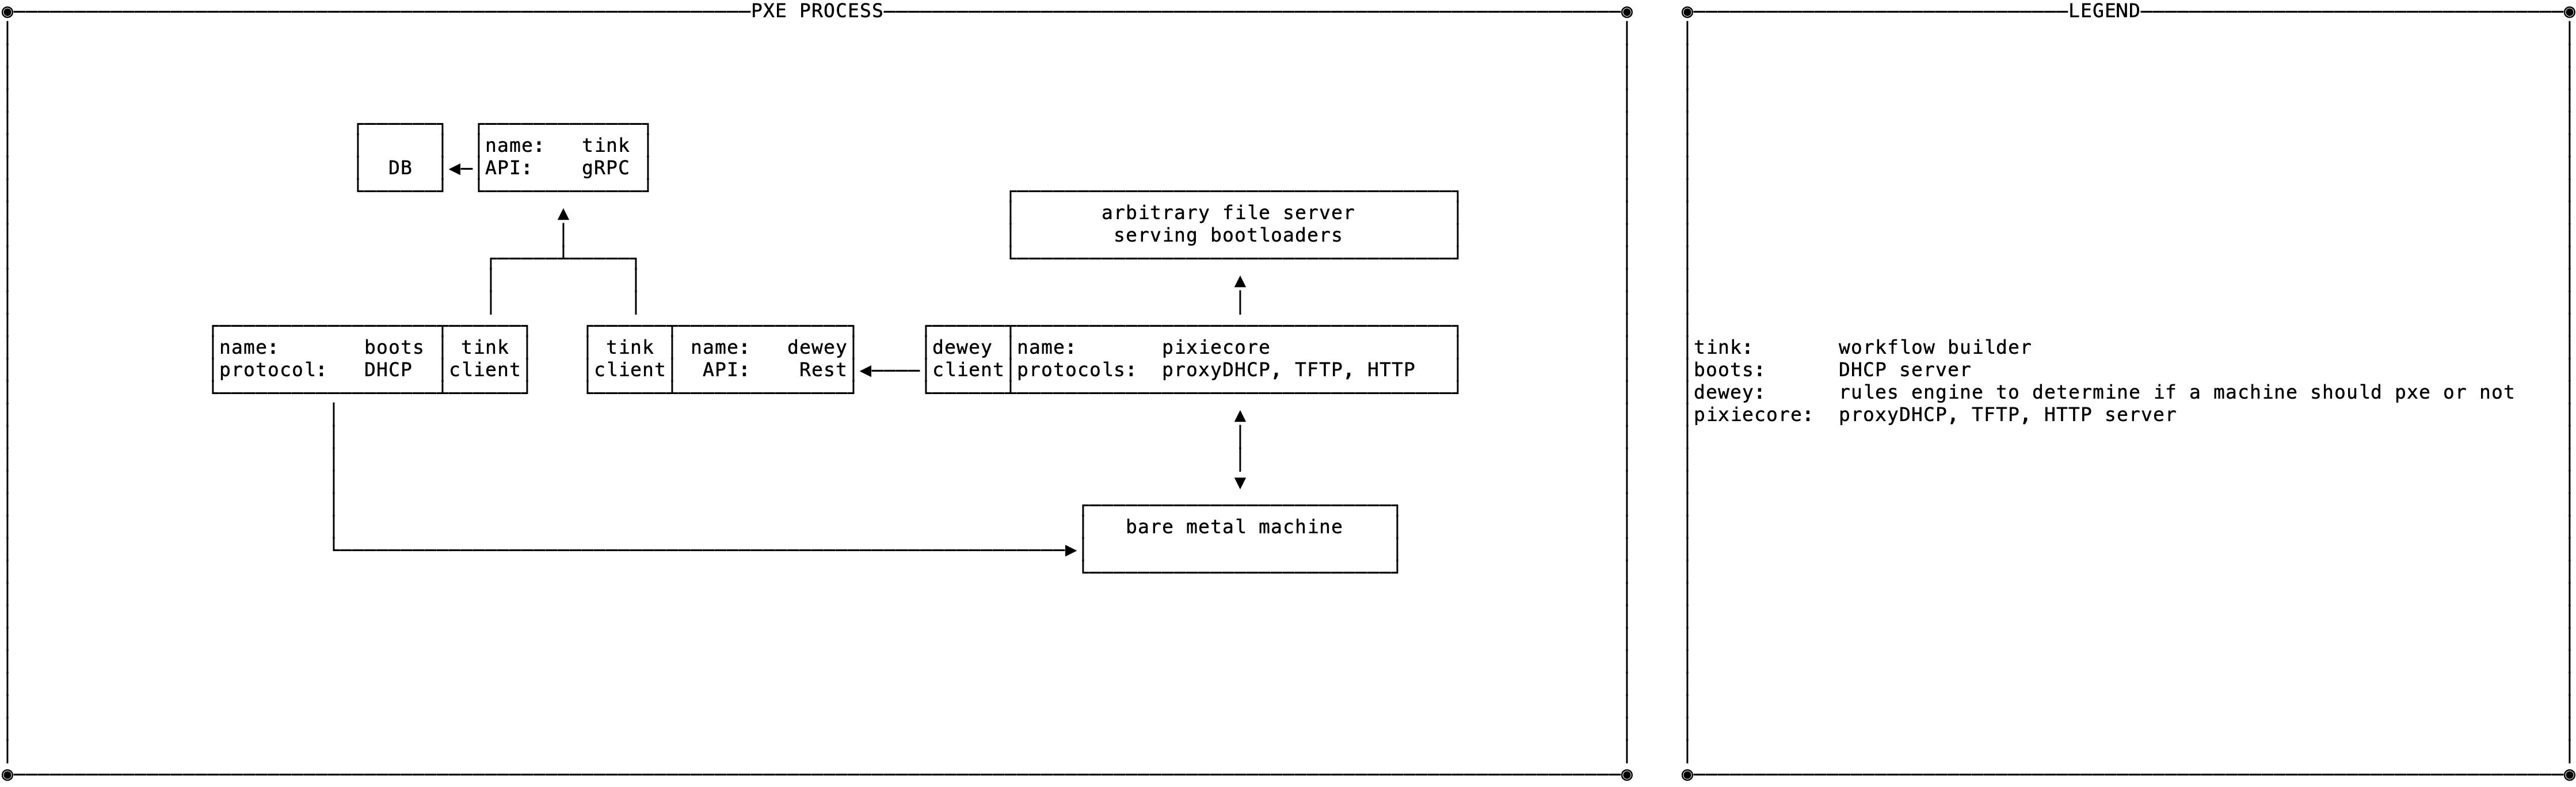 PXE PROCESS
DB
name: tink
API: gRPC
arbitrary file server
serving bootloaders
name: boots
protocol: DHCP
tink
client
tink
client
name: dewey
API: Rest
dewey
client
name: pixiecore
protocols: proxyDHCP, TFTP, HTTP
bare metal machine
LEGEND
tink: workflow builder
boots: DHCP server
dewey: rules engine to determine if a machine should pxe or not
pixiecore: proxyDHCP, TFTP, HTTP server